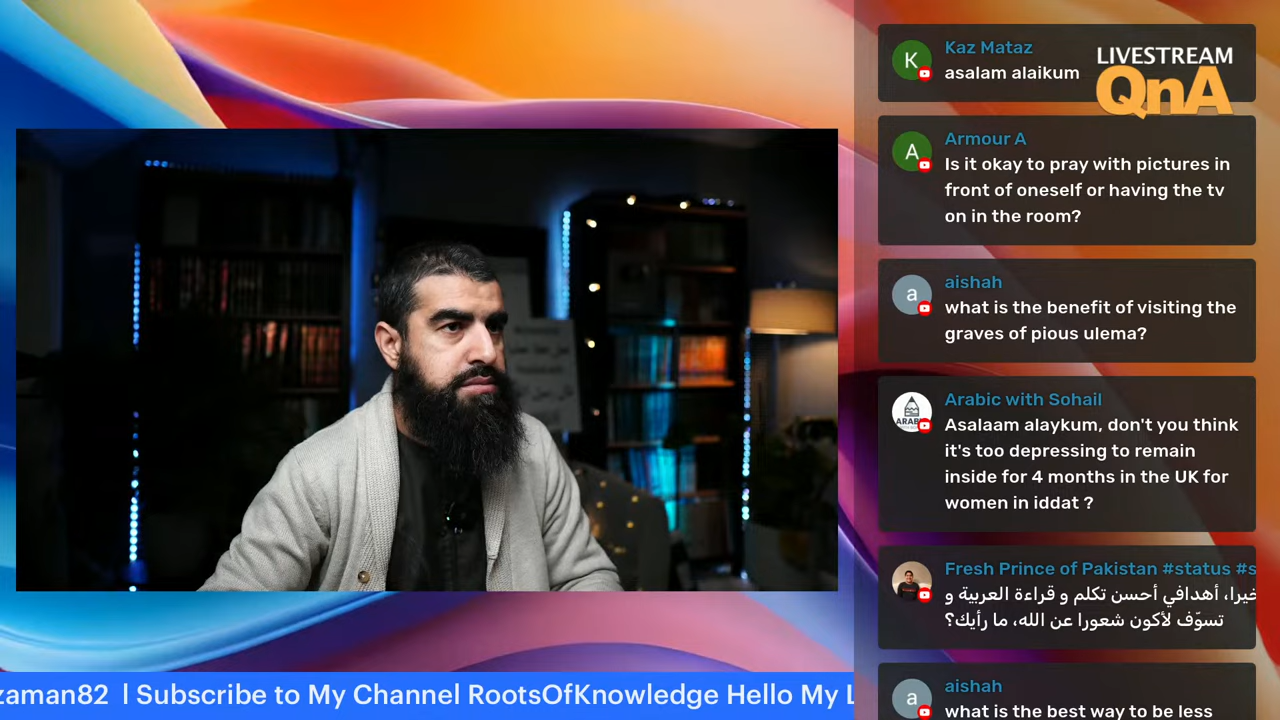 Kaz Mataz
asalam alaikum
LIVESTREAM
QnA
K
A
Armour A
Is it okay to pray with pictures in
front of oneself or having the tv
on in the room?
a
aishah
what is the benefit of visiting the
graves of pious ulema?
ARAB
Arabic with Sohail
Asalaam alaykum, don't you think
it's too depressing to remain
inside for 4 months in the UK for
women in iddat ?
Fresh Prince of Pakistan #status #s
خيرا، أهدافي أحسن تكلم و قراءة العربية و
تسوّف لأكون شعورا عن الله، ما رأيك؟
a
aishah
what is the best way to be less
zaman82 | Subscribe to My Channel RootsOfKnowledge Hello My L